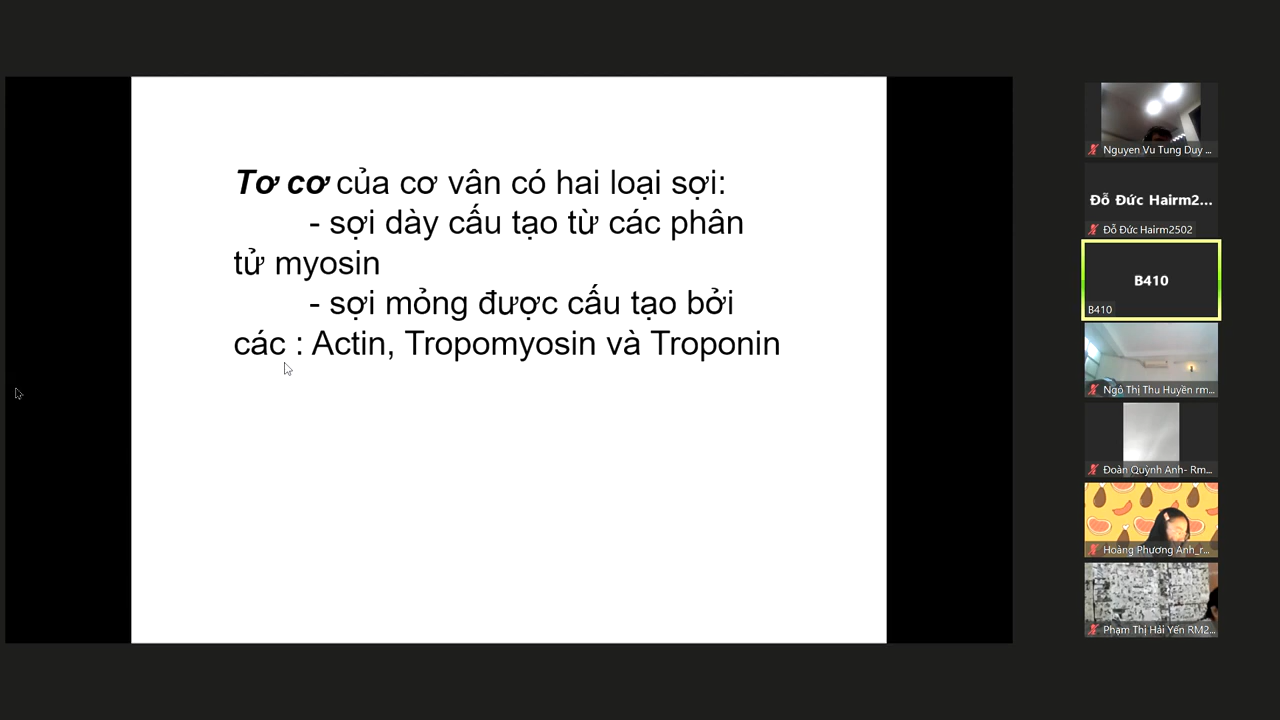 Tơ cơ của cơ vân có hai loại sợi:
- sợi dày cấu tạo từ các phân
tử myosin
- sợi mỏng được cấu tạo bởi
các : Actin, Tropomyosin và Troponin
Nguyen Vu Tung Duy ...
Đỗ Đức Hairm2...
Đỗ Đức Hairm2502
B410
B410
Ngô Thị Thu Huyền rm...
Đoàn Quỳnh Anh- Rm...
Hoàng Phương Anh_r...
Phạm Thị Hải Yến RM2...